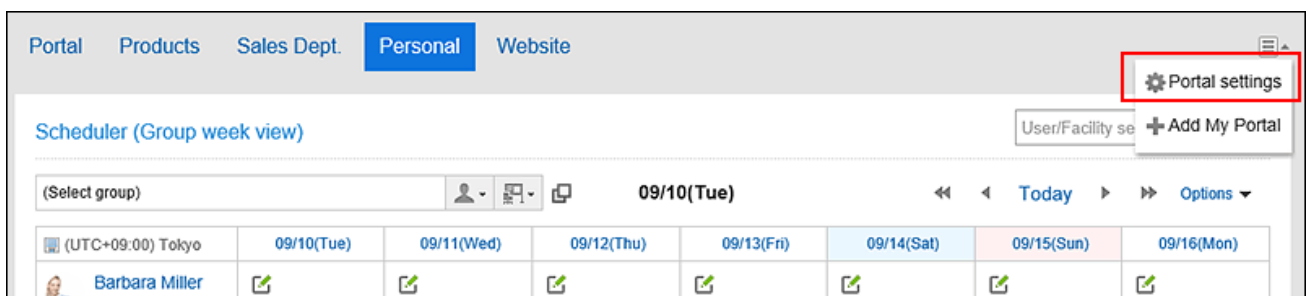 Portal Products Sales Dept. Personal Website
Portal settings
Add My Portal
Scheduler (Group week view)
User/Facility se
(Select group)
09/10(Tue)
Today
Options
(UTC+09:00) Tokyo 09/10(Tue) 09/11(Wed) 09/12(Thu) 09/13(Fri) 09/14(Sat) 09/15(Sun) 09/16(Mon)
Barbara Miller